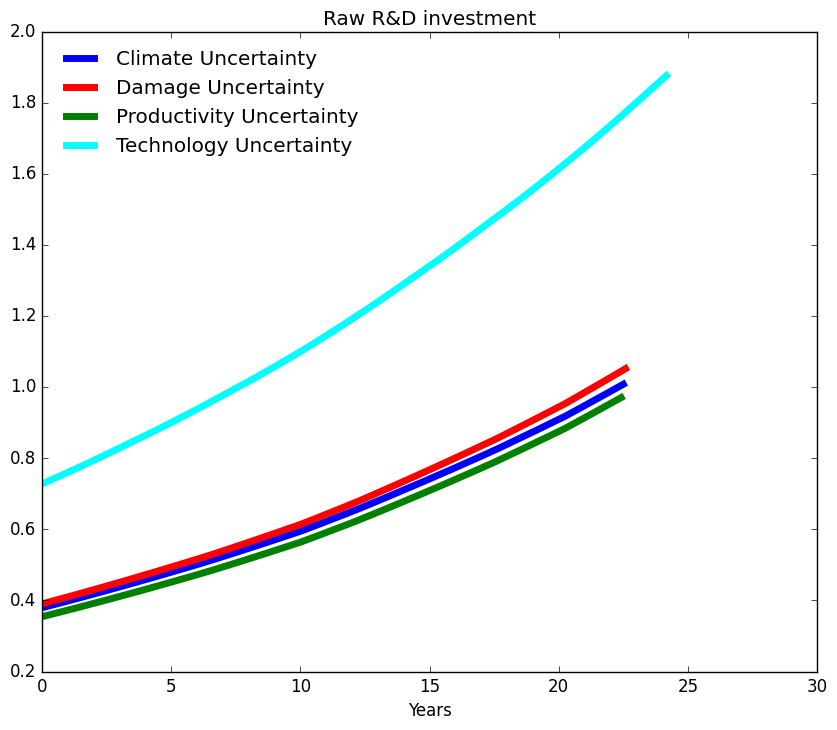 Raw R&D investment
2.0
1.8
1.6
1.4
1.2
1.0
0.8
0.6
0.4
0.2
Climate Uncertainty
Damage Uncertainty
Productivity Uncertainty
Technology Uncertainty
0 5 10 15 20 25 30
Years